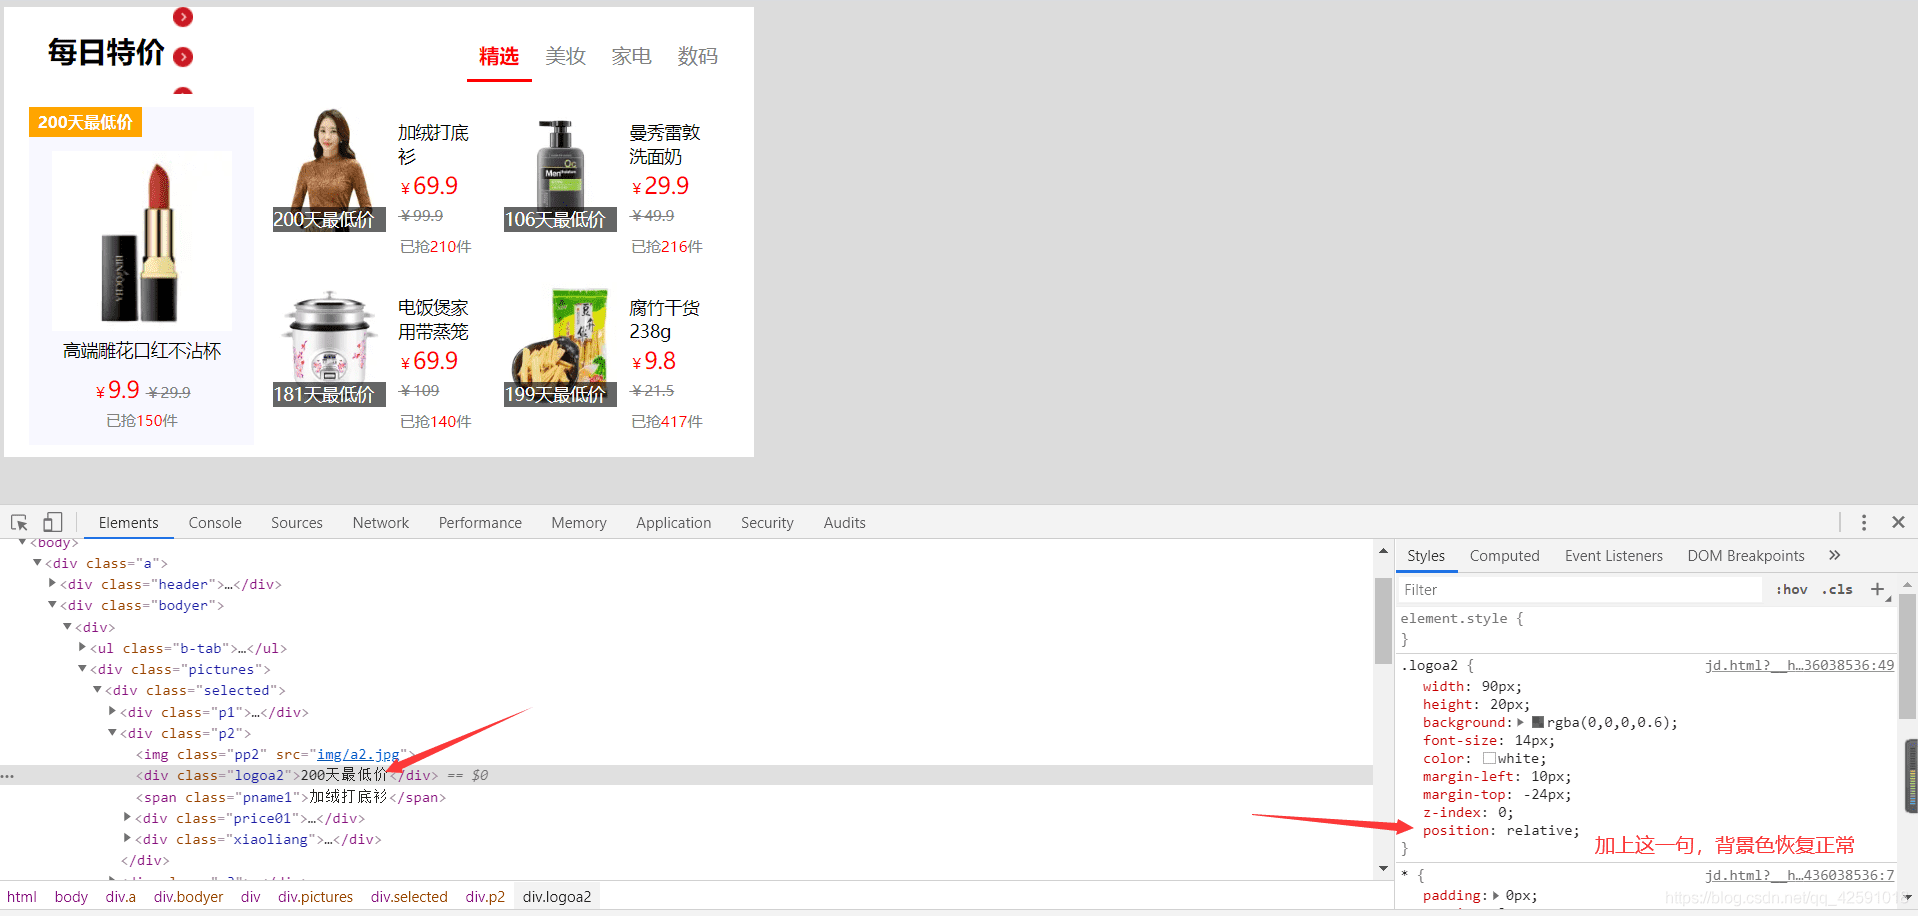 每日特价
精选 美妆 家电 数码
200天最低价
高端雕花口红不沾杯
¥9.9 ¥29.9
已抢150件
200天最低价
加绒打底
衫
¥69.9
¥99.9
已抢210件
106天最低价
曼秀雷敦
洗面奶
¥29.9
¥49.9
已抢216件
181天最低价
电饭煲家
用带蒸笼
¥69.9
¥109
已抢140件
199天最低价
腐竹干货
238g
¥9.8
¥21.5
已抢417件
Elements Console Sources Network Performance Memory Application Security Audits
<body>
<div class="a">
<div class="header">…</div>
<div class="bodyer">
<div>
<ul class="b-tab">…</ul>
<div class="pictures">
<div class="selected">
<div class="p1">…</div>
<div class="p2">
<img class="pp2" src="img/a2.jpg">
<div class="logoa2">200天最低价</div> == $0
<span class="pname1">加绒打底衫</span>
<div class="price01">…</div>
<div class="xiaoliang">…</div>
</div>
html body div.a div.bodyer div div.pictures div.selected div.p2 div.logoa2
Styles Computed Event Listeners DOM Breakpoints »
Filter :hov .cls +
element.style {
}
.logoa2 { jd.html?__h…36038536:49
width: 90px;
height: 20px;
background: rgba(0,0,0,0.6);
font-size: 14px;
color: white;
margin-left: 10px;
margin-top: -24px;
z-index: 0;
position: relative;
}
加上这一句，背景色恢复正常
* { jd.html?__h…436038536:7
padding: 0px;